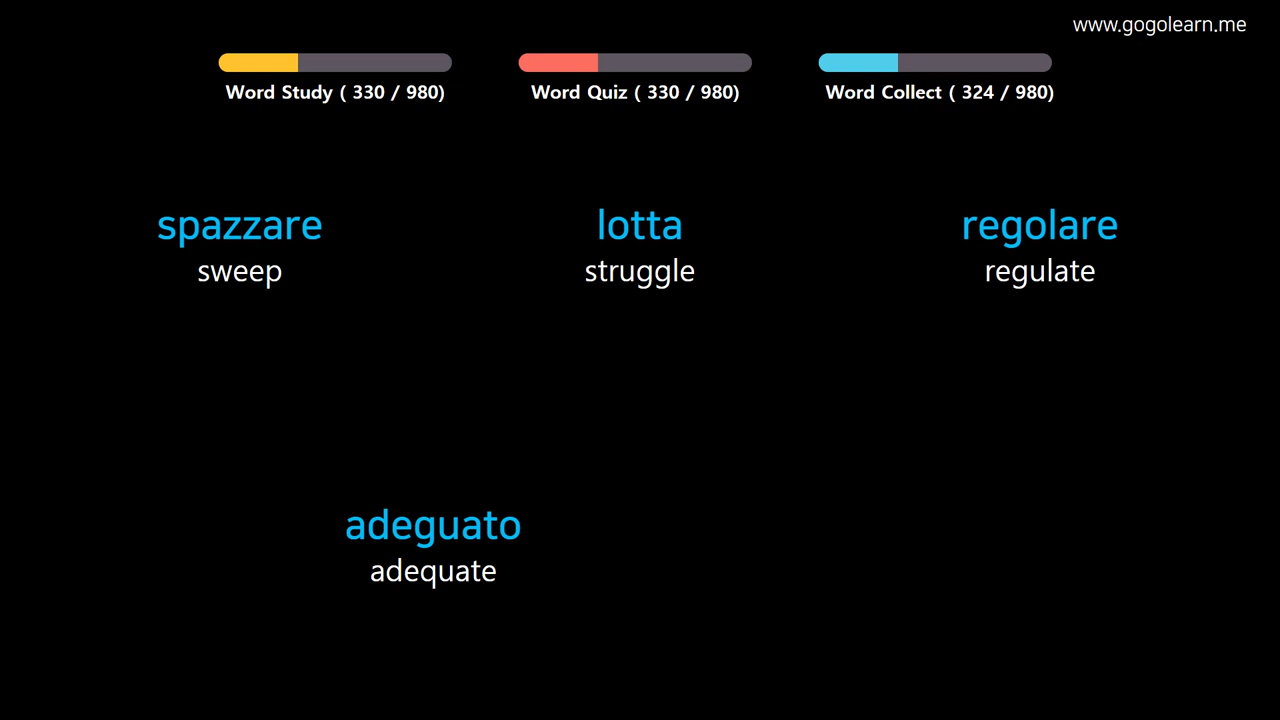 www.gogolearn.me
Word Study ( 330 / 980)
Word Quiz ( 330 / 980)
Word Collect ( 324 / 980)
spazzare
sweep
lotta
struggle
regolare
regulate
adeguato
adequate